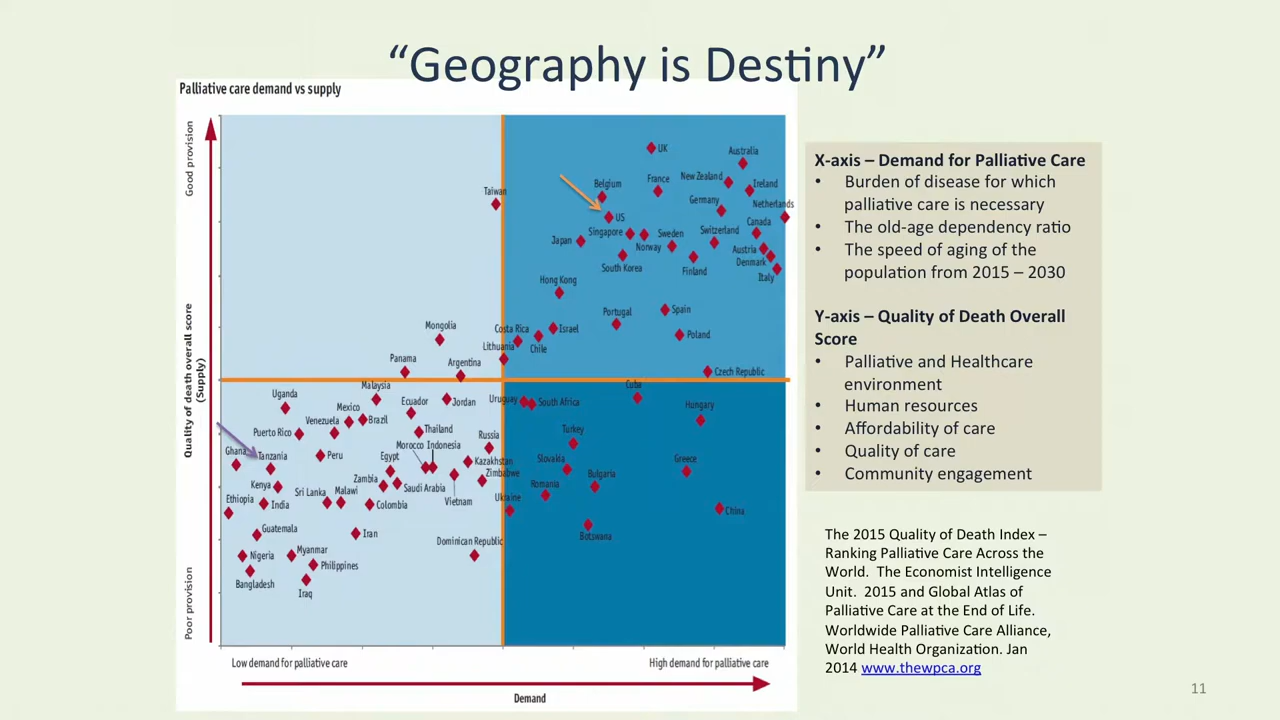 “Geography is Destiny”
Palliative care demand vs supply
Good provision
Quality of death overall score
(Supply)
Poor provision
UK
Australia
France
New Zealand
Ireland
Belgium
Taiwan
Germany
Netherlands
US
Canada
Singapore
Sweden
Switzerland
Japan
Norway
Austria
South Korea
Finland
Denmark
Italy
Hong Kong
Portugal
Spain
Mongolia
Costa Rica
Israel
Poland
Lithuania
Chile
Panama
Argentina
Czech Republic
Malaysia
Cuba
Uganda
Mexico
Ecuador
Jordan
Uruguay
South Africa
Hungary
Venezuela
Brazil
Puerto Rico
Thailand
Turkey
Russia
Morocco
Indonesia
Ghana
Tanzania
Peru
Egypt
Kazakhstan
Slovakia
Greece
Zimbabwe
Bulgaria
Zambia
Kenya
Saudi Arabia
Romania
Sri Lanka
Malawi
Ethiopia
India
Colombia
Vietnam
Ukraine
China
Guatemala
Iran
Botswana
Dominican Republic
Nigeria
Myanmar
Philippines
Bangladesh
Iraq
Low demand for palliative care
High demand for palliative care
Demand
X-axis – Demand for Palliative Care
• Burden of disease for which
palliative care is necessary
• The old-age dependency ratio
• The speed of aging of the
population from 2015 – 2030
Y-axis – Quality of Death Overall
Score
• Palliative and Healthcare
environment
• Human resources
• Affordability of care
• Quality of care
• Community engagement
The 2015 Quality of Death Index –
Ranking Palliative Care Across the
World. The Economist Intelligence
Unit. 2015 and Global Atlas of
Palliative Care at the End of Life.
Worldwide Palliative Care Alliance,
World Health Organization. Jan
2014 www.thewpca.org
11